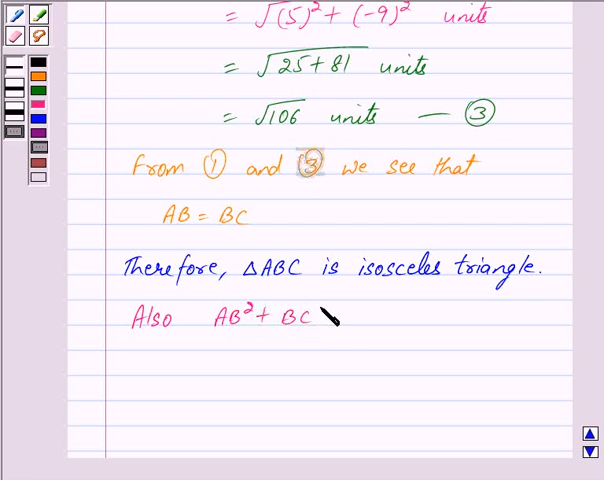 = √(5)² + (-9)² units
= √25 + 81 units
= √106 units — ③
From ① and ③ we see that
AB = BC
Therefore, △ABC is isosceles triangle.
Also AB² + BC